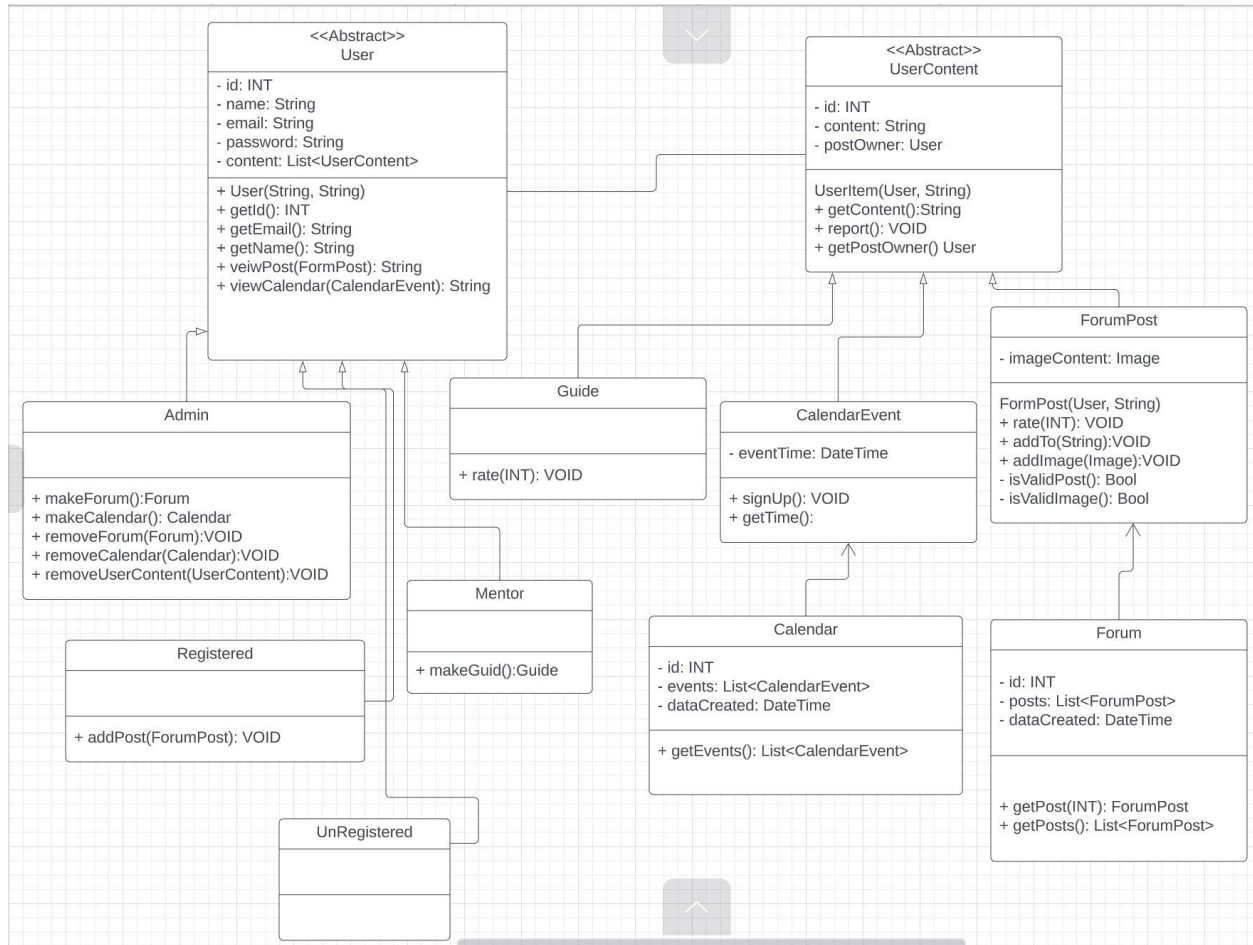 <<Abstract>>
User
- id: INT
- name: String
- email: String
- password: String
- content: List<UserContent>
+ User(String, String)
+ getId(): INT
+ getEmail(): String
+ getName(): String
+ veiwPost(FormPost): String
+ viewCalendar(CalendarEvent): String
<<Abstract>>
UserContent
- id: INT
- content: String
- postOwner: User
UserItem(User, String)
+ getContent():String
+ report(): VOID
+ getPostOwner() User
Admin
+ makeForum():Forum
+ makeCalendar(): Calendar
+ removeForum(Forum):VOID
+ removeCalendar(Calendar):VOID
+ removeUserContent(UserContent):VOID
Guide
+ rate(INT): VOID
CalendarEvent
- eventTime: DateTime
+ signUp(): VOID
+ getTime():
ForumPost
- imageContent: Image
FormPost(User, String)
+ rate(INT): VOID
+ addTo(String):VOID
+ addImage(Image):VOID
- isValidPost(): Bool
- isValidImage(): Bool
Registered
+ addPost(ForumPost): VOID
Mentor
+ makeGuid():Guide
Calendar
- id: INT
- events: List<CalendarEvent>
- dataCreated: DateTime
+ getEvents(): List<CalendarEvent>
Forum
- id: INT
- posts: List<ForumPost>
- dataCreated: DateTime
+ getPost(INT): ForumPost
+ getPosts(): List<ForumPost>
UnRegistered